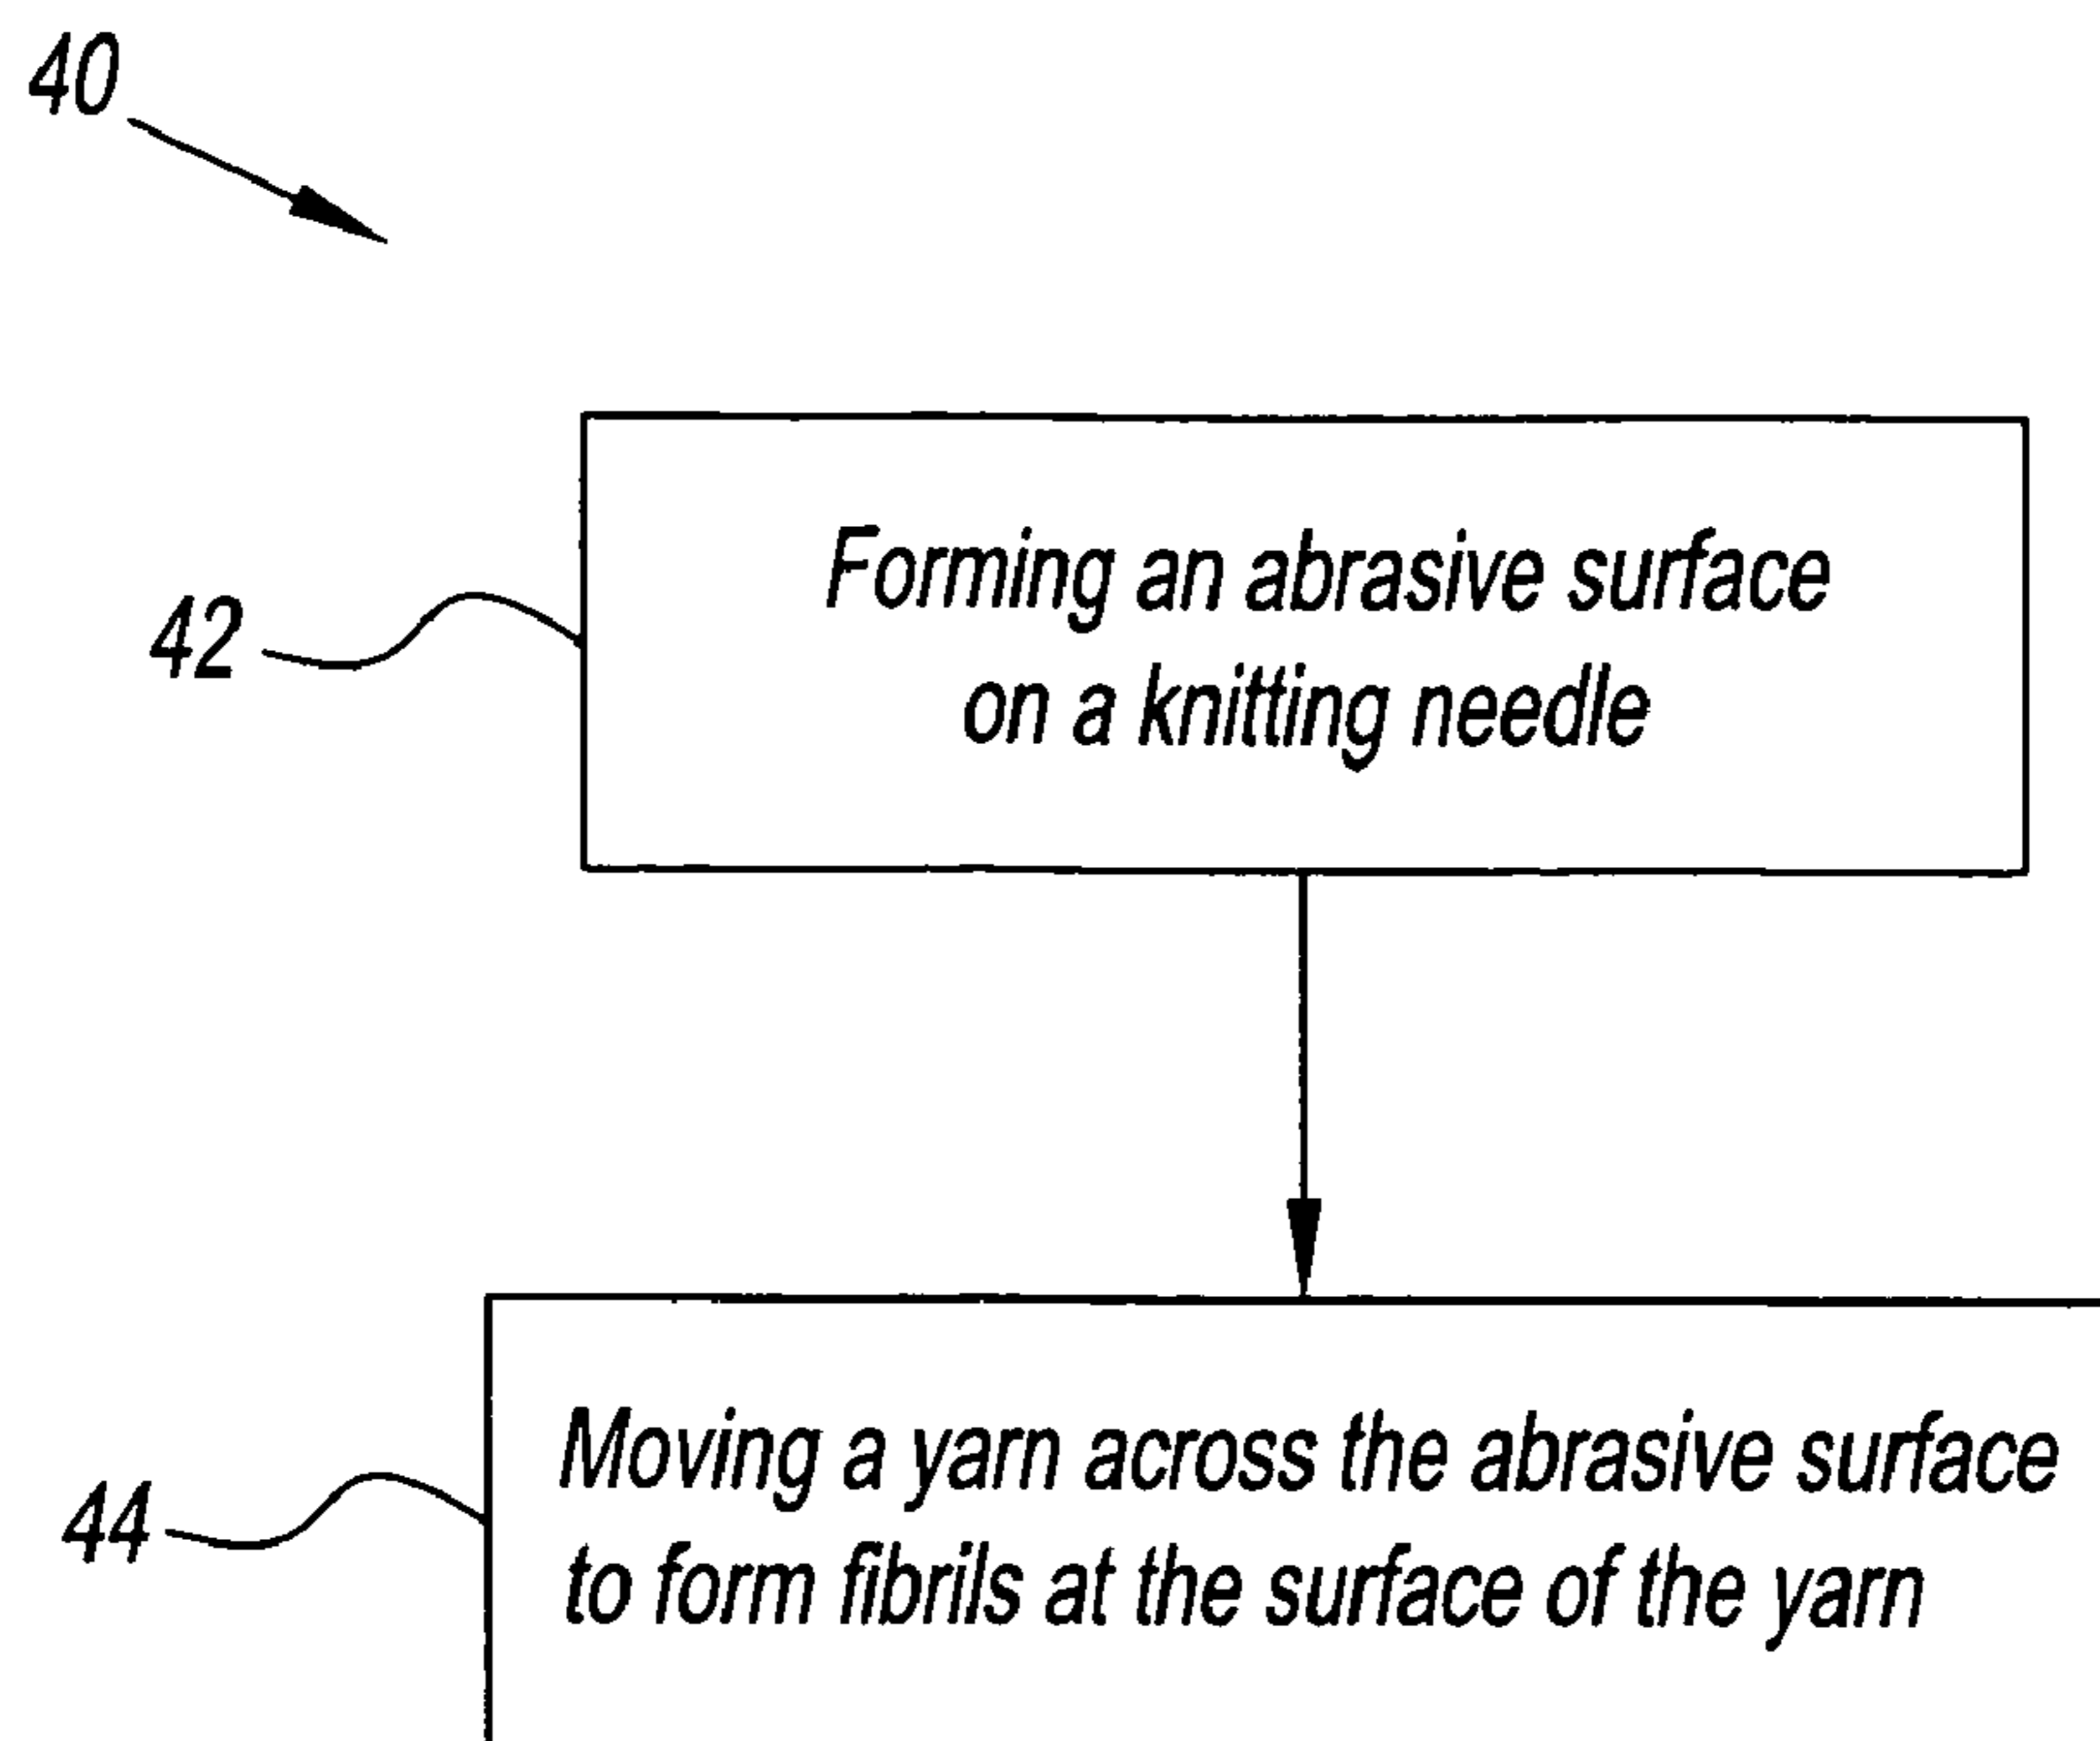 40
42
Forming an abrasive surface
on a knitting needle
44
Moving a yarn across the abrasive surface
to form fibrils at the surface of the yarn